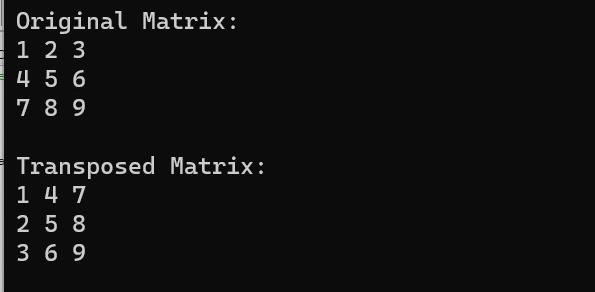 Original Matrix:
1 2 3
4 5 6
7 8 9
Transposed Matrix:
1 4 7
2 5 8
3 6 9